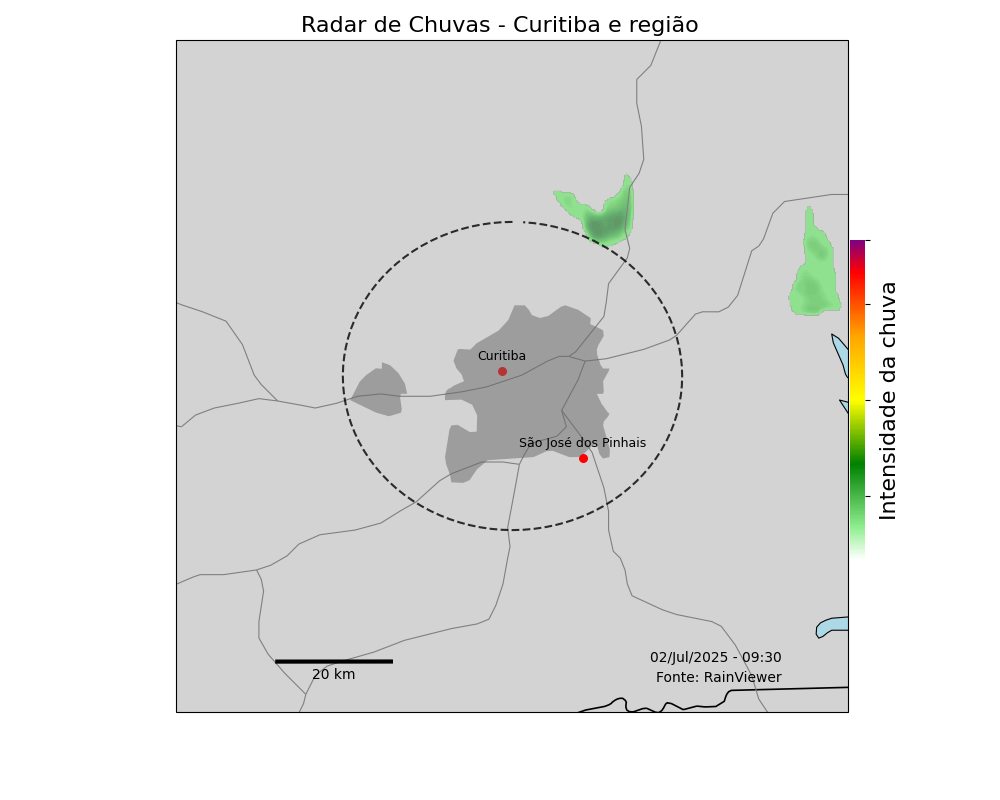 Radar de Chuvas - Curitiba e região
Curitiba
São José dos Pinhais
Intensidade da chuva
02/Jul/2025 - 09:30
20 km
Fonte: RainViewer